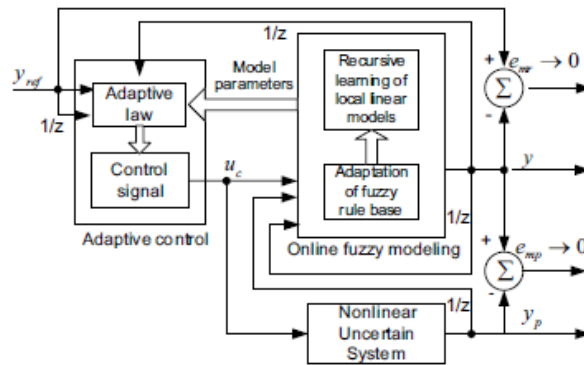 1/z
+
e_mr → 0
Σ
-
y_ref
Model
parameters
Recursive
learning of
local linear
models
Adaptive
law
1/z
Control
signal
u_c
Adaptation
of fuzzy
rule base
y
Adaptive control
Online fuzzy modeling
1/z
+
e_mp → 0
Σ
-
1/z
Nonlinear
Uncertain
System
y_p